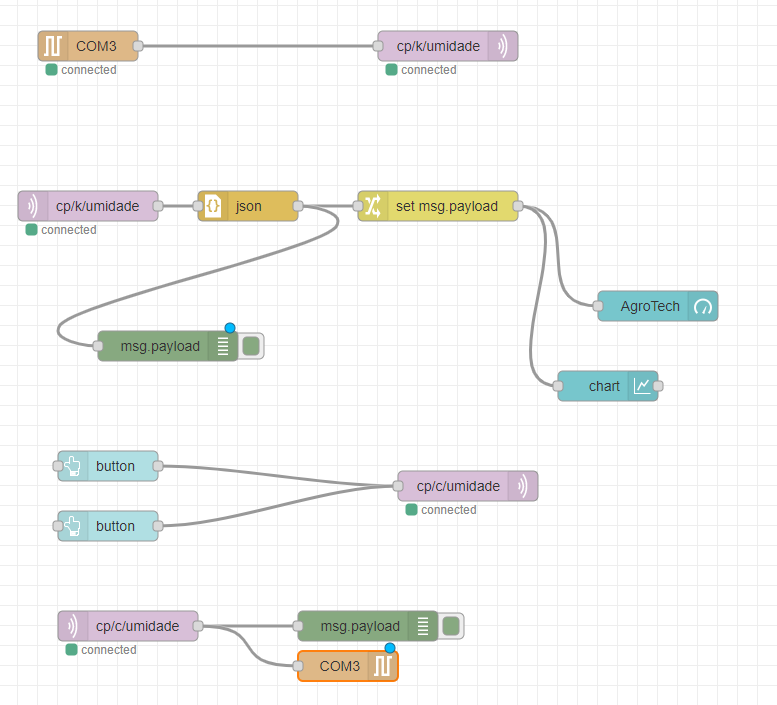 COM3
cp/k/umidade
connected
connected
cp/k/umidade
json
set msg.payload
connected
AgroTech
msg.payload
chart
button
cp/c/umidade
connected
button
cp/c/umidade
msg.payload
connected
COM3